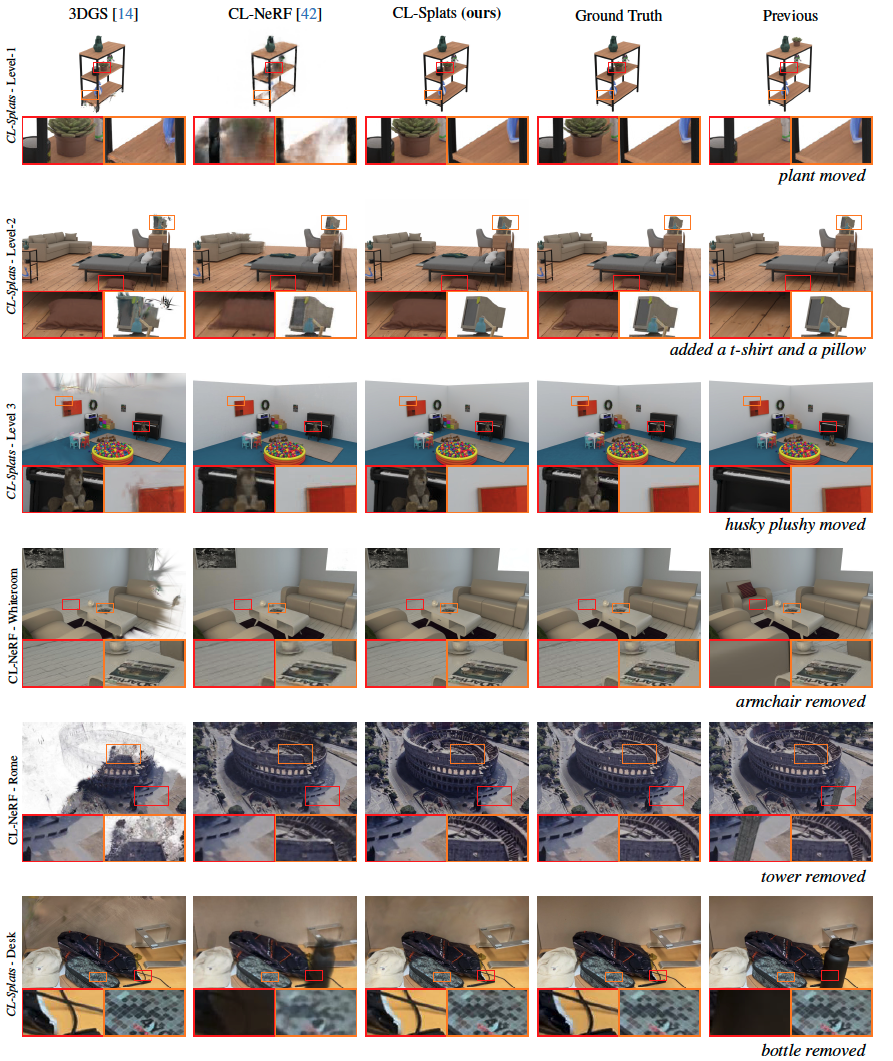 3DGS [14] CL-NeRF [42] CL-Splats (ours) Ground Truth Previous
CL-Splats - Level-1
plant moved
CL-Splats - Level-2
added a t-shirt and a pillow
CL-Splats - Level 3
husky plushy moved
CL-NeRF - Whiteroom
armchair removed
CL-NeRF - Rome
tower removed
CL-Splats - Desk
bottle removed